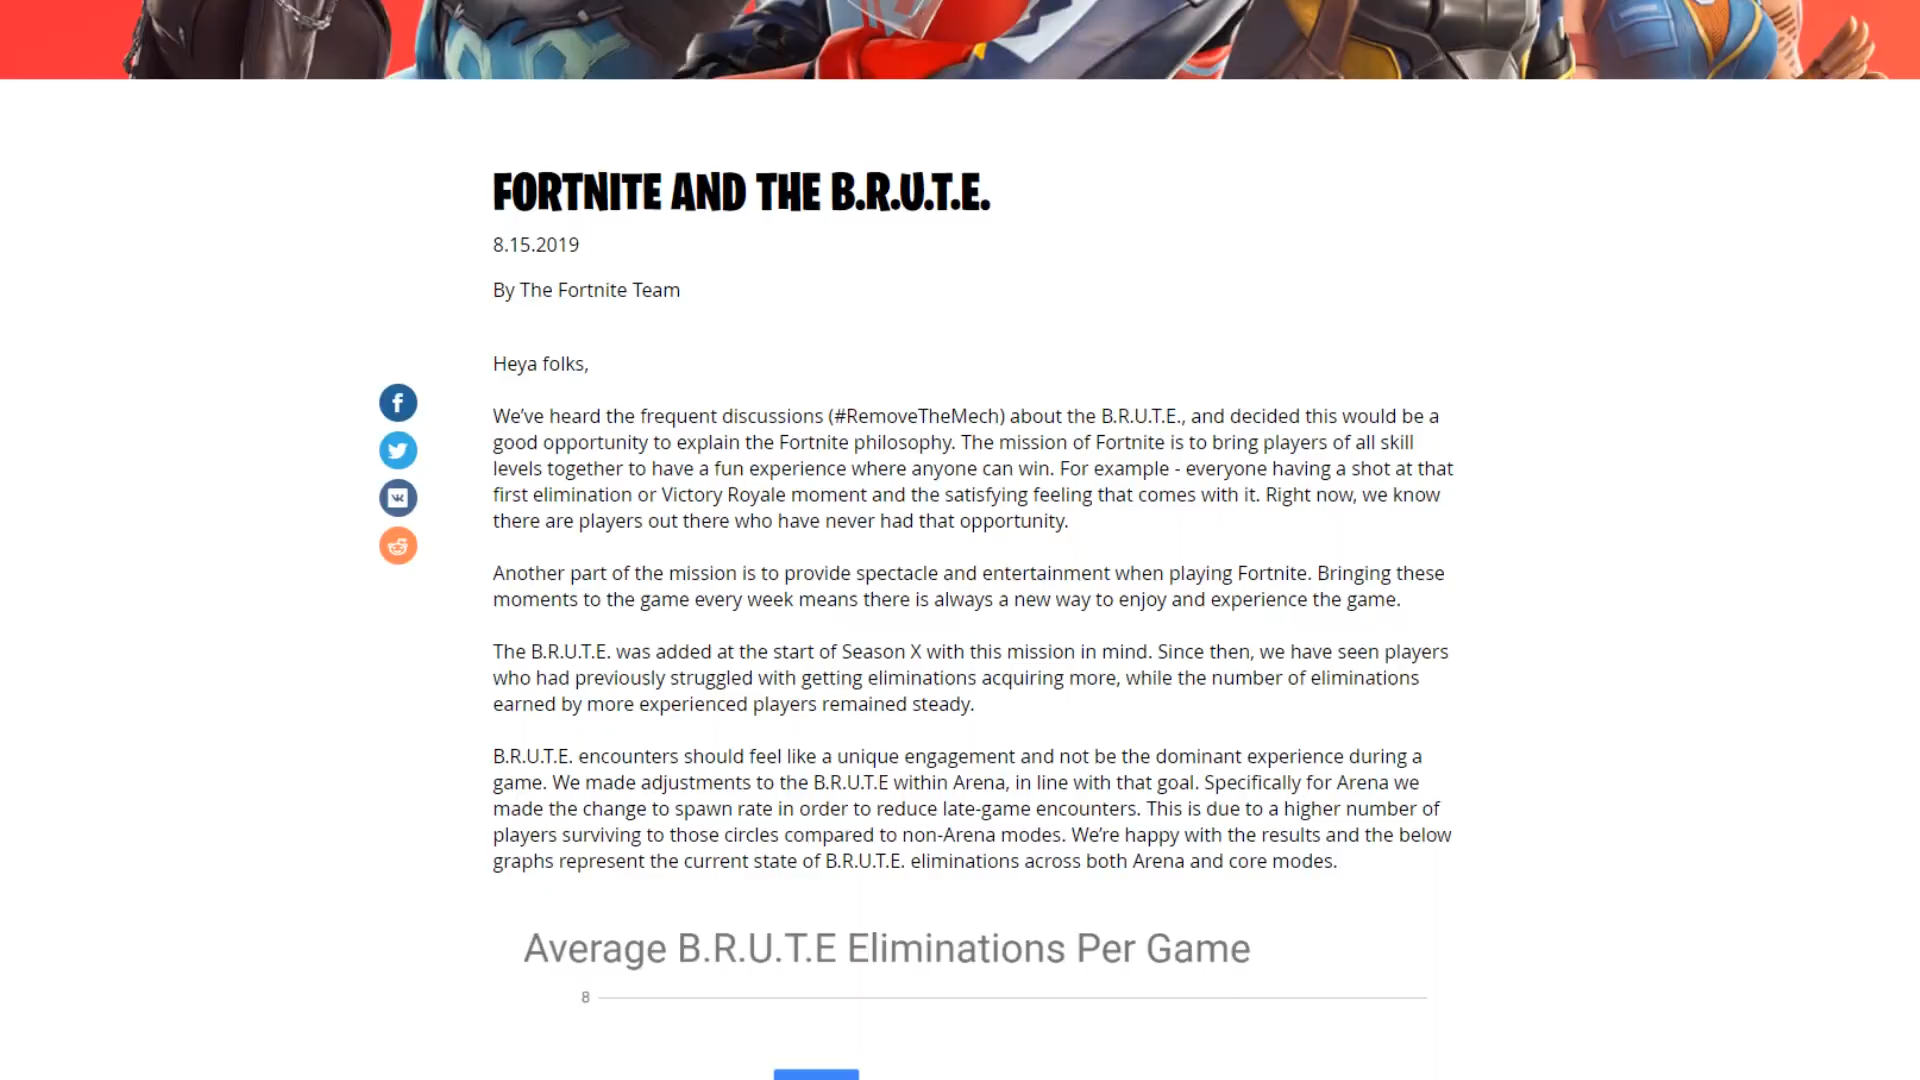 FORTNITE AND THE B.R.U.T.E.
8.15.2019
By The Fortnite Team
Heya folks,
We’ve heard the frequent discussions (#RemoveTheMech) about the B.R.U.T.E., and decided this would be a
good opportunity to explain the Fortnite philosophy. The mission of Fortnite is to bring players of all skill
levels together to have a fun experience where anyone can win. For example - everyone having a shot at that
first elimination or Victory Royale moment and the satisfying feeling that comes with it. Right now, we know
there are players out there who have never had that opportunity.
Another part of the mission is to provide spectacle and entertainment when playing Fortnite. Bringing these
moments to the game every week means there is always a new way to enjoy and experience the game.
The B.R.U.T.E. was added at the start of Season X with this mission in mind. Since then, we have seen players
who had previously struggled with getting eliminations acquiring more, while the number of eliminations
earned by more experienced players remained steady.
B.R.U.T.E. encounters should feel like a unique engagement and not be the dominant experience during a
game. We made adjustments to the B.R.U.T.E within Arena, in line with that goal. Specifically for Arena we
made the change to spawn rate in order to reduce late-game encounters. This is due to a higher number of
players surviving to those circles compared to non-Arena modes. We’re happy with the results and the below
graphs represent the current state of B.R.U.T.E. eliminations across both Arena and core modes.
Average B.R.U.T.E Eliminations Per Game
8